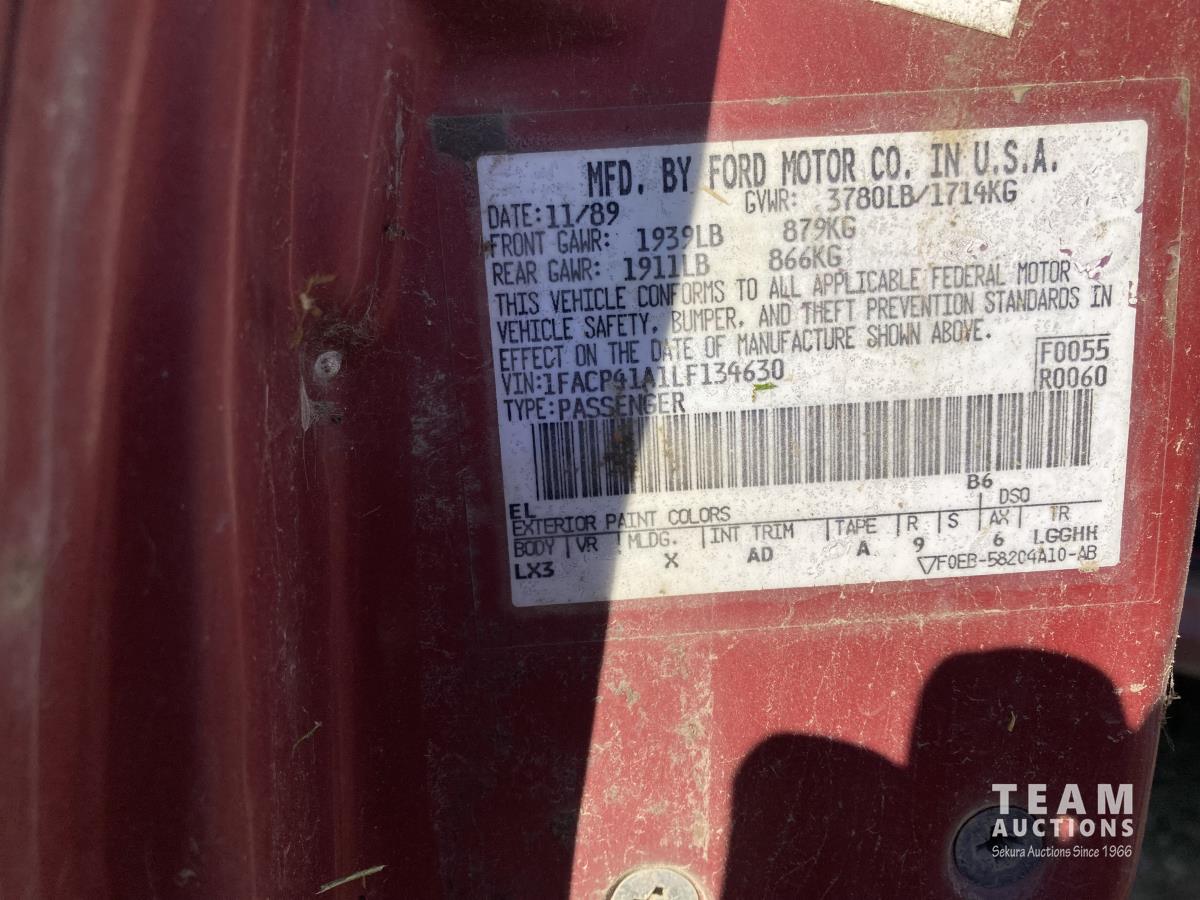 MFD. BY FORD MOTOR CO. IN U.S.A.
DATE: 11/89 GVWR: 3780LB/1714KG
FRONT GAWR: 1939LB 879KG
REAR GAWR: 1911LB 866KG
THIS VEHICLE CONFORMS TO ALL APPLICABLE FEDERAL MOTOR
VEHICLE SAFETY, BUMPER, AND THEFT PREVENTION STANDARDS IN
EFFECT ON THE DATE OF MANUFACTURE SHOWN ABOVE.
VIN: 1FACP41A1LF134630 F0055
TYPE: PASSENGER R0060
B6
EL DSO
EXTERIOR PAINT COLORS
BODY VR MLDG. INT TRIM TAPE R S AX TR
LX3 X AD A 9 6 LGGHH
▽F0EB-58204A10-AB
TEAM
AUCTIONS
Sekura Auctions Since 1966